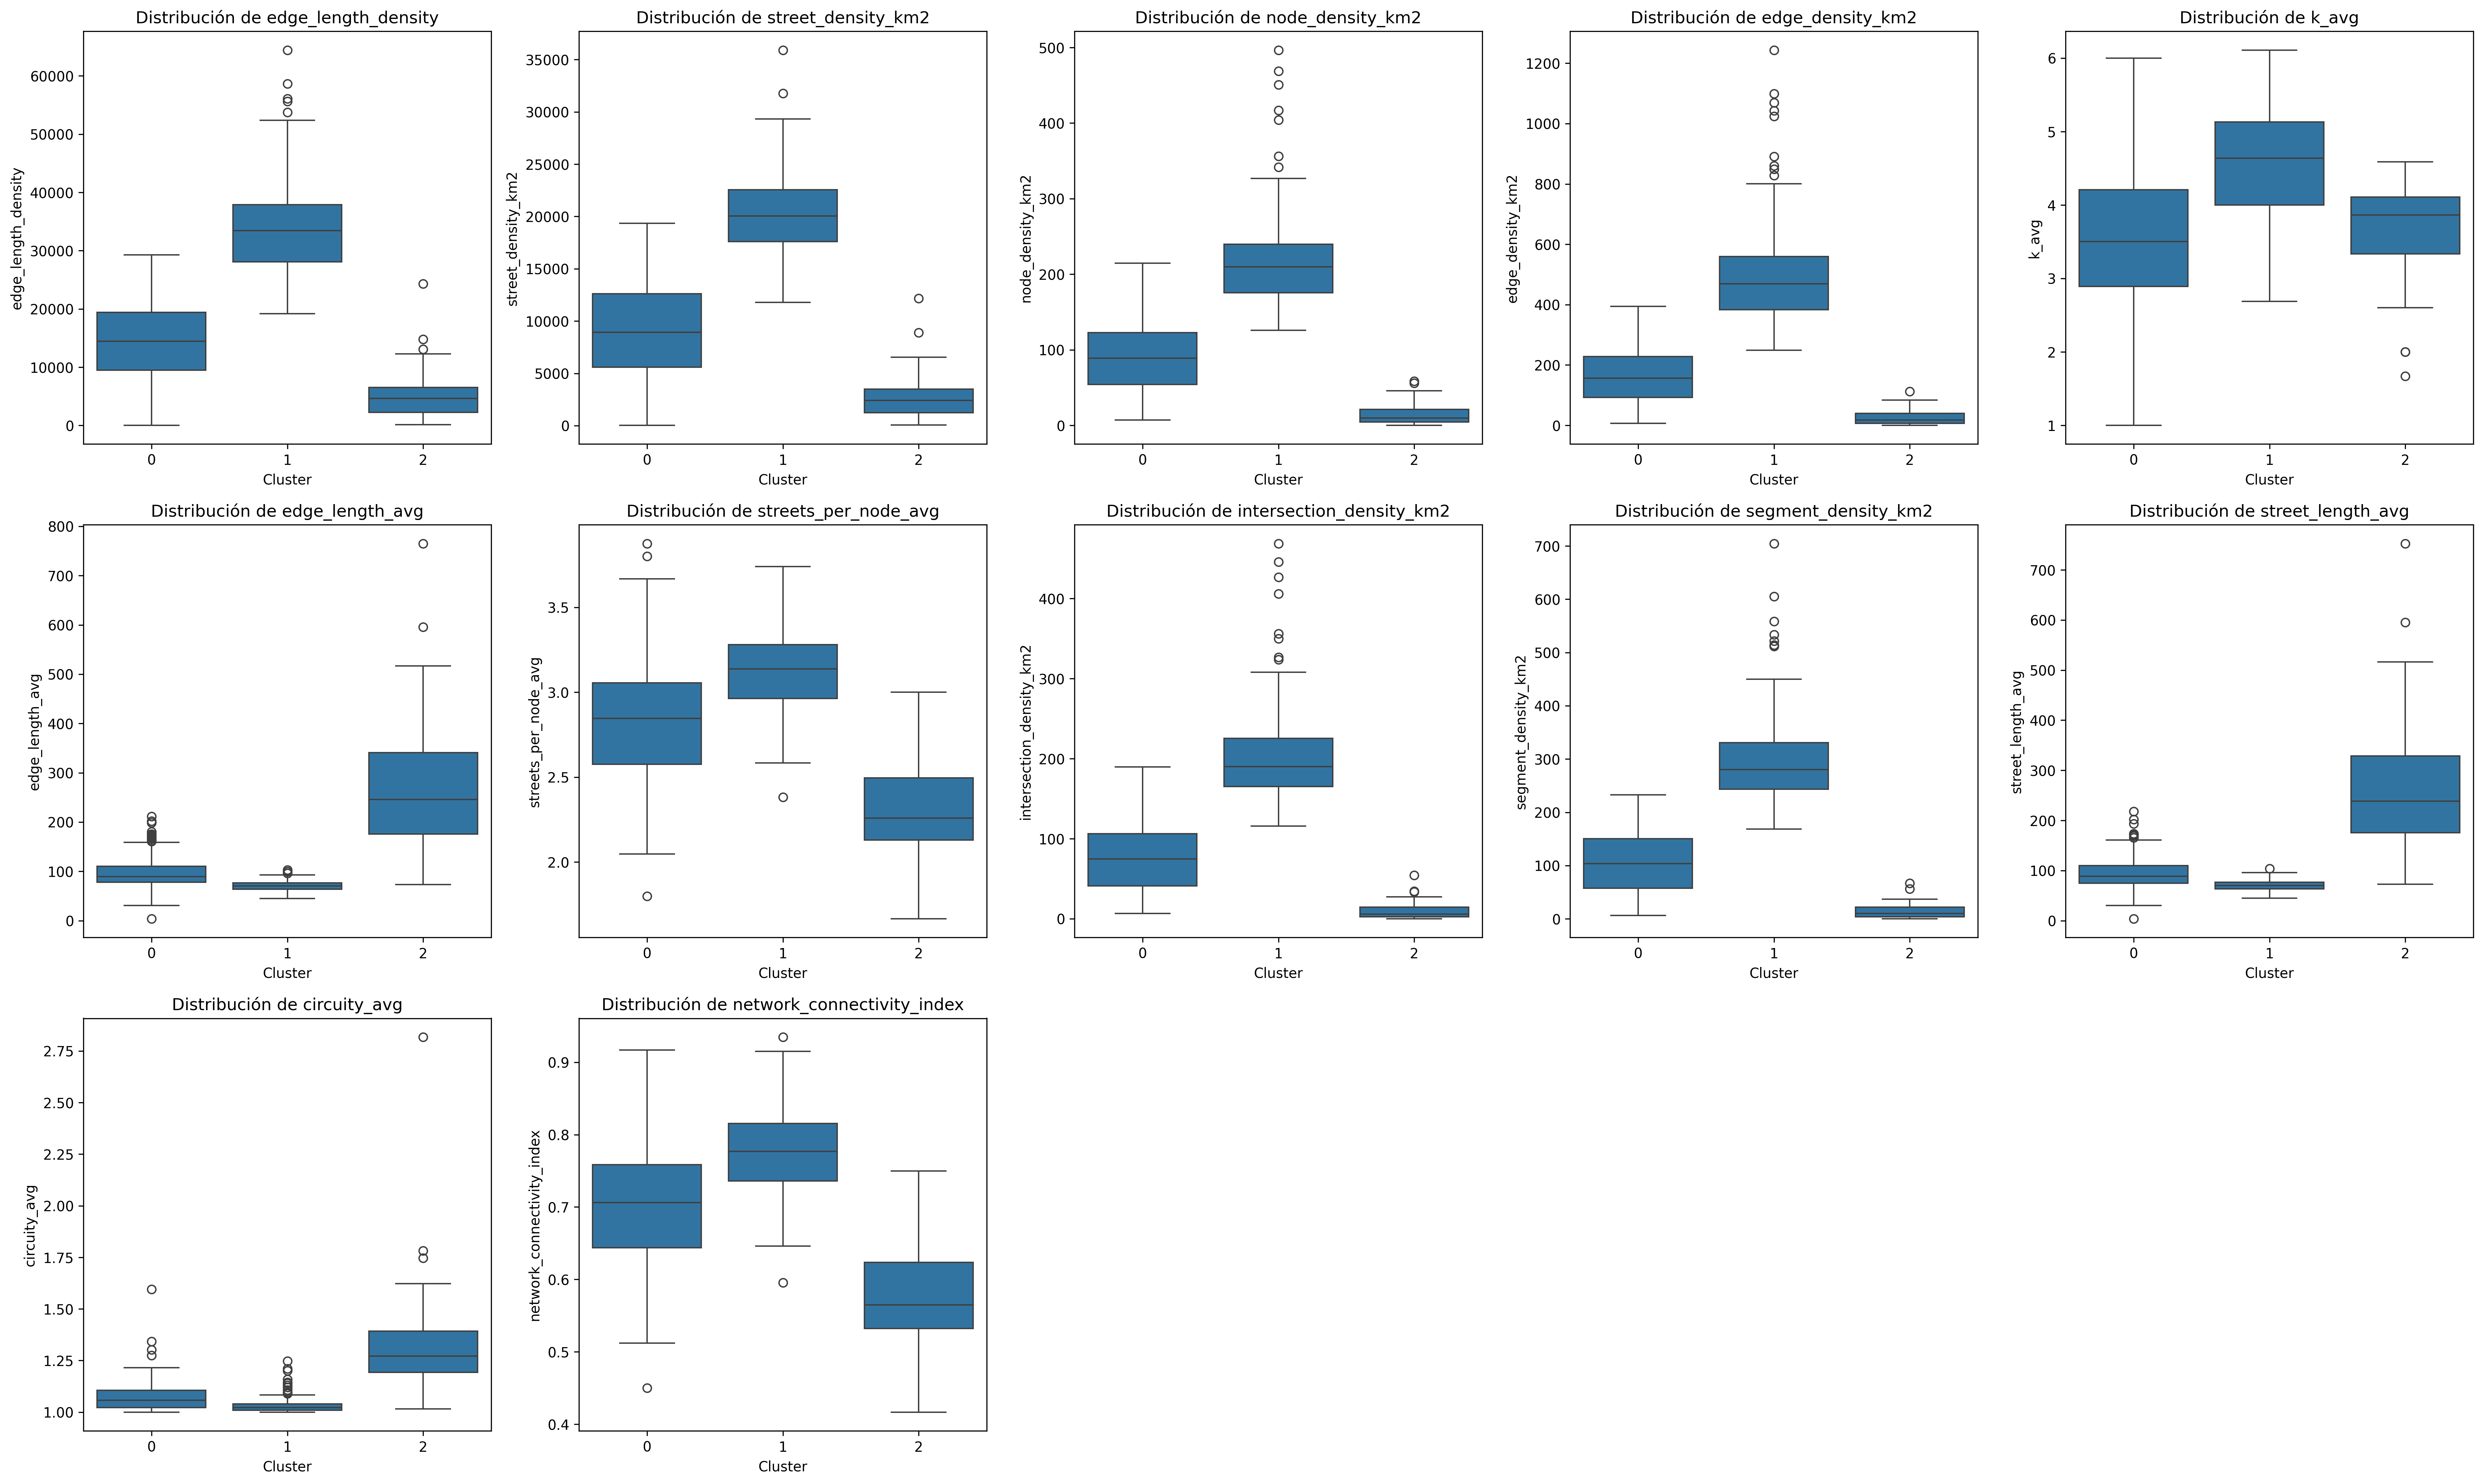 Distribución de edge_length_density
edge_length_density
60000
50000
40000
30000
20000
10000
0
0 1 2
Cluster
Distribución de street_density_km2
street_density_km2
35000
30000
25000
20000
15000
10000
5000
0
0 1 2
Cluster
Distribución de node_density_km2
node_density_km2
500
400
300
200
100
0
0 1 2
Cluster
Distribución de edge_density_km2
edge_density_km2
1200
1000
800
600
400
200
0
0 1 2
Cluster
Distribución de k_avg
k_avg
6
5
4
3
2
1
0 1 2
Cluster
Distribución de edge_length_avg
edge_length_avg
800
700
600
500
400
300
200
100
0
0 1 2
Cluster
Distribución de streets_per_node_avg
streets_per_node_avg
3.5
3.0
2.5
2.0
0 1 2
Cluster
Distribución de intersection_density_km2
intersection_density_km2
400
300
200
100
0
0 1 2
Cluster
Distribución de segment_density_km2
segment_density_km2
700
600
500
400
300
200
100
0
0 1 2
Cluster
Distribución de street_length_avg
street_length_avg
700
600
500
400
300
200
100
0
0 1 2
Cluster
Distribución de circuity_avg
circuity_avg
2.75
2.50
2.25
2.00
1.75
1.50
1.25
1.00
0 1 2
Cluster
Distribución de network_connectivity_index
network_connectivity_index
0.9
0.8
0.7
0.6
0.5
0.4
0 1 2
Cluster